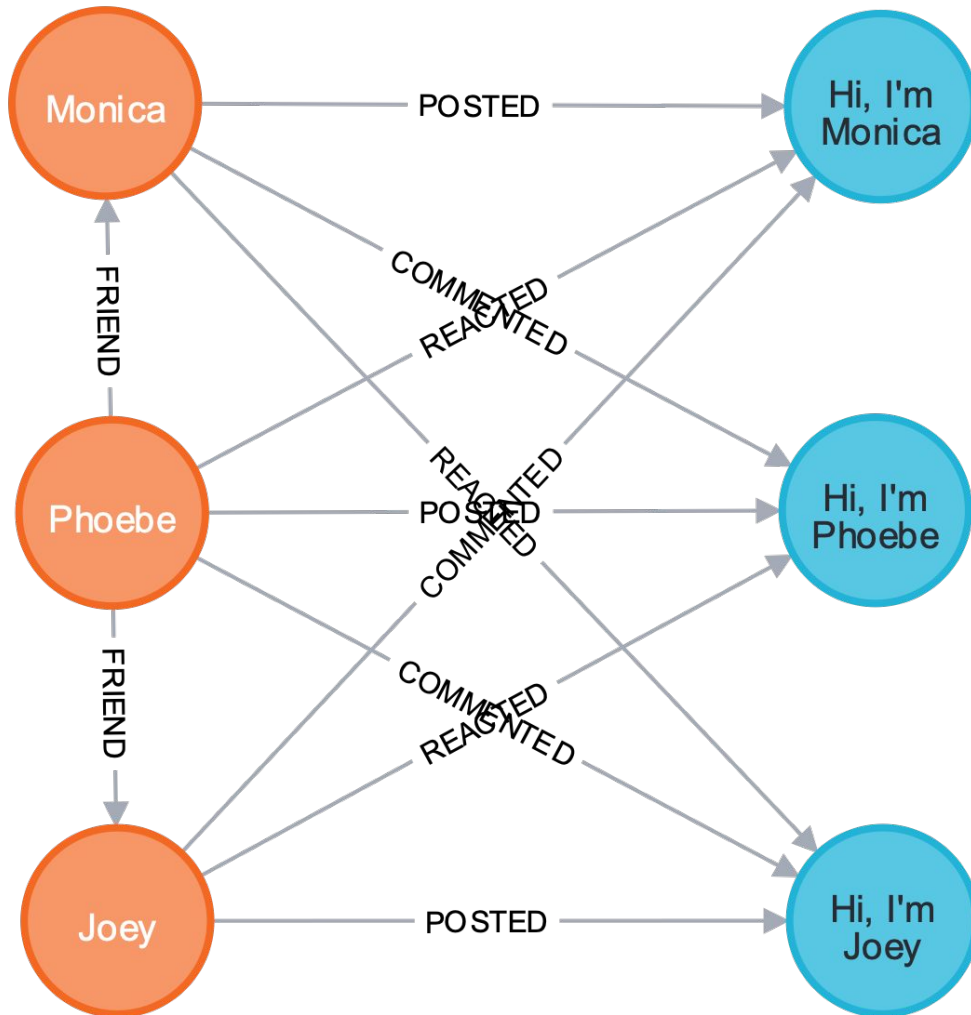 Monica
POSTED
Hi, I'm
Monica
FRIEND
COMMENTED
REACTED
REACTED
COMMENTED
Phoebe
POSTED
Hi, I'm
Phoebe
FRIEND
COMMENTED
REACTED
Joey
POSTED
Hi, I'm
Joey